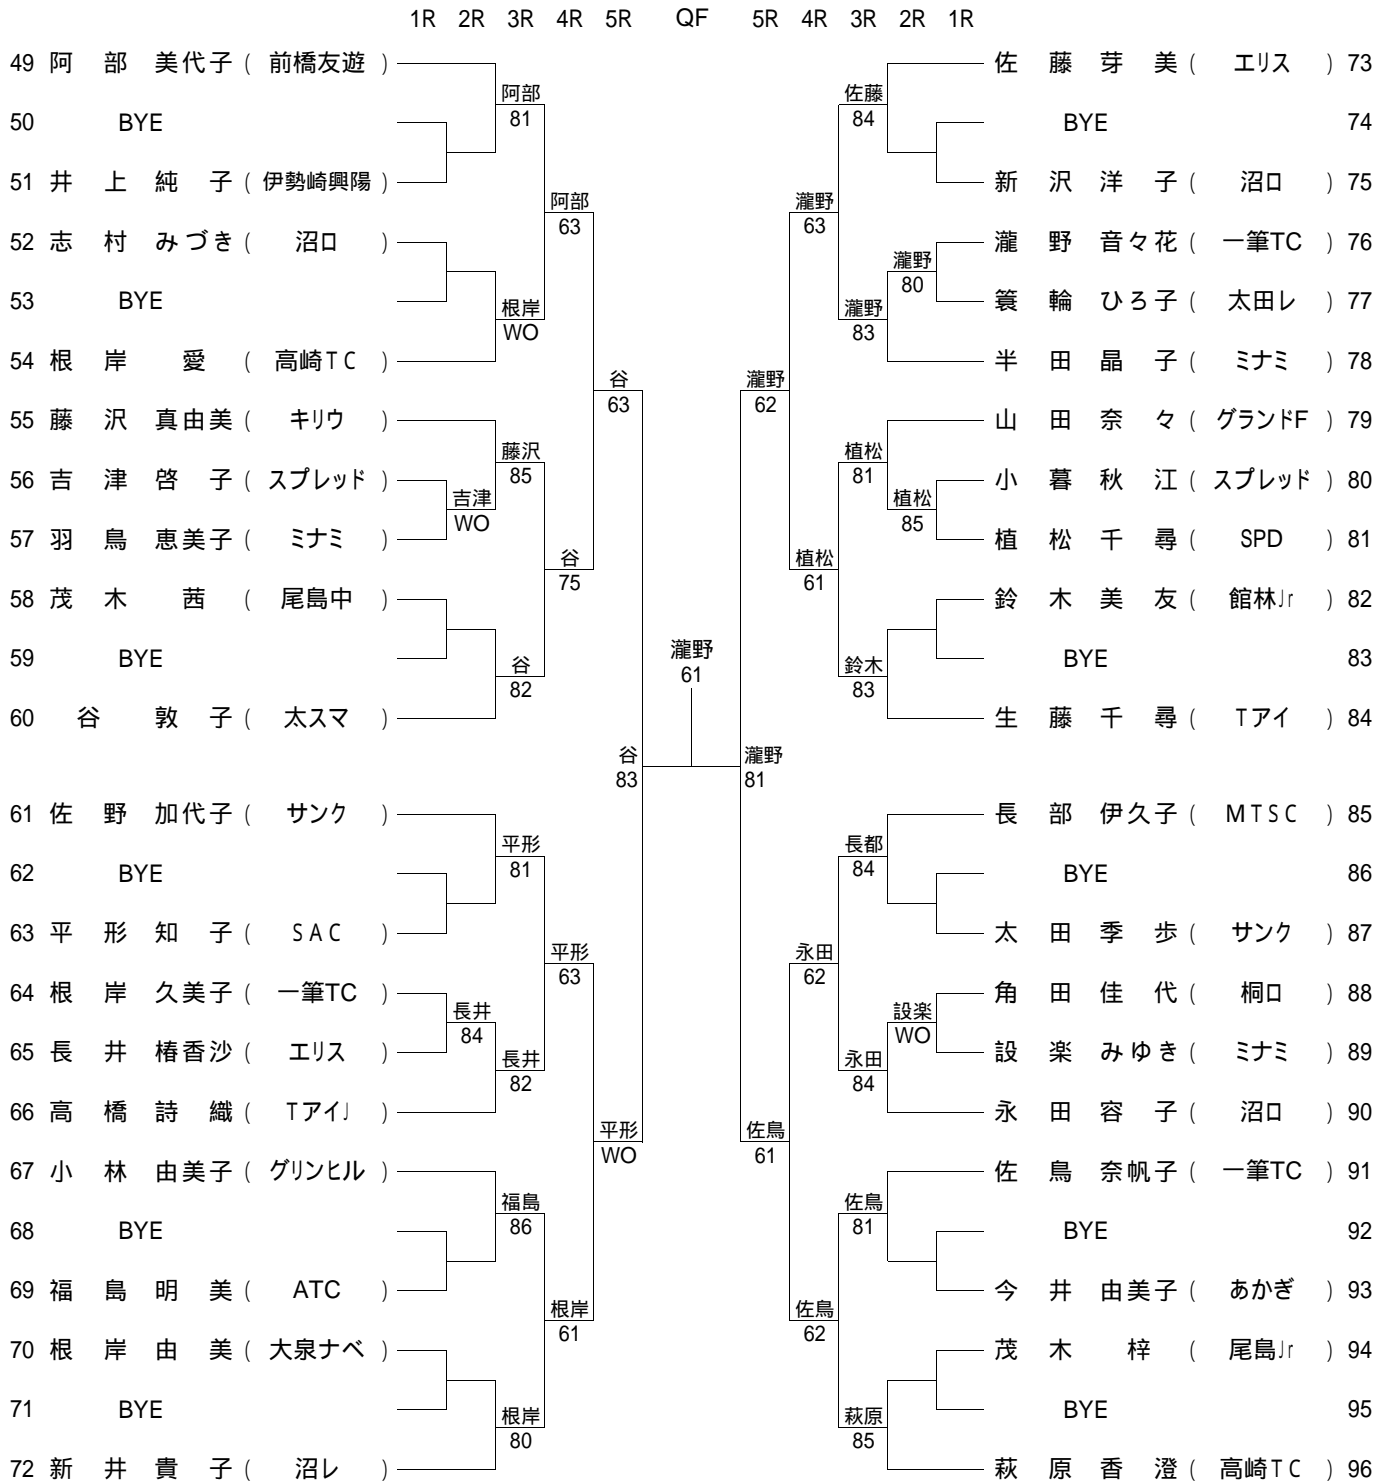 1R 2R 3R 4R 5R QF 5R 4R 3R 2R 1R
49 阿部 美代子 ( 前橋友遊 ) 佐藤芽美 ( エリス ) 73
阿部 佐藤
50 BYE 81 84 BYE 74
51 井上純子 ( 伊勢崎興陽 ) 新沢洋子 ( 沼ロ ) 75
阿部 瀧野
52 志村 みづき ( 沼ロ ) 63 63 瀧野音々花 ( 一筆TC ) 76
瀧野
80
53 BYE 根岸 瀧野 簑輪 ひろ子 ( 太田レ ) 77
WO 83
54 根岸 愛 ( 高崎TC ) 半田晶子 ( ミナミ ) 78
谷 瀧野
63 62
55 藤沢 真由美 ( キリウ ) 山田奈々 ( グランドF ) 79
藤沢 植松
56 吉津啓子 ( スプレッド ) 85 81 小暮秋江 ( スプレッド ) 80
吉津 植松
WO 85
57 羽鳥 恵美子 ( ミナミ ) 植松千尋 ( SPD ) 81
谷 植松
75 61
58 茂木 茜 ( 尾島中 ) 鈴木美友 ( 館林Jr ) 82
瀧野
59 BYE 谷 61 鈴木 BYE 83
82 83
60 谷 敦子 ( 太スマ ) 生藤千尋 ( Tアイ ) 84
谷 瀧野
83 81
61 佐野 加代子 ( サンク ) 長部 伊久子 ( MTSC ) 85
平形 長都
62 BYE 81 84 BYE 86
63 平形知子 ( SAC ) 太田季歩 ( サンク ) 87
平形 永田
63 62
64 根岸 久美子 ( 一筆TC ) 角田佳代 ( 桐ロ ) 88
長井 設楽
84 WO
65 長井 椿香沙 ( エリス ) 長井 永田 設楽 みゆき ( ミナミ ) 89
82 84
66 高橋詩織 ( TアイJ ) 永田容子 ( 沼ロ ) 90
平形 佐鳥
WO 61
67 小林 由美子 ( グリンヒル ) 佐鳥 奈帆子 ( 一筆TC ) 91
福島 佐鳥
68 BYE 86 81 BYE 92
69 福島明美 ( ATC ) 今井 由美子 ( あかぎ ) 93
根岸 佐鳥
61 62
70 根岸由美 ( 大泉ナベ ) 茂木 梓 ( 尾島Jr ) 94
71 BYE 根岸 萩原 BYE 95
80 85
72 新井貴子 ( 沼レ ) 萩原香澄 ( 高崎TC ) 96